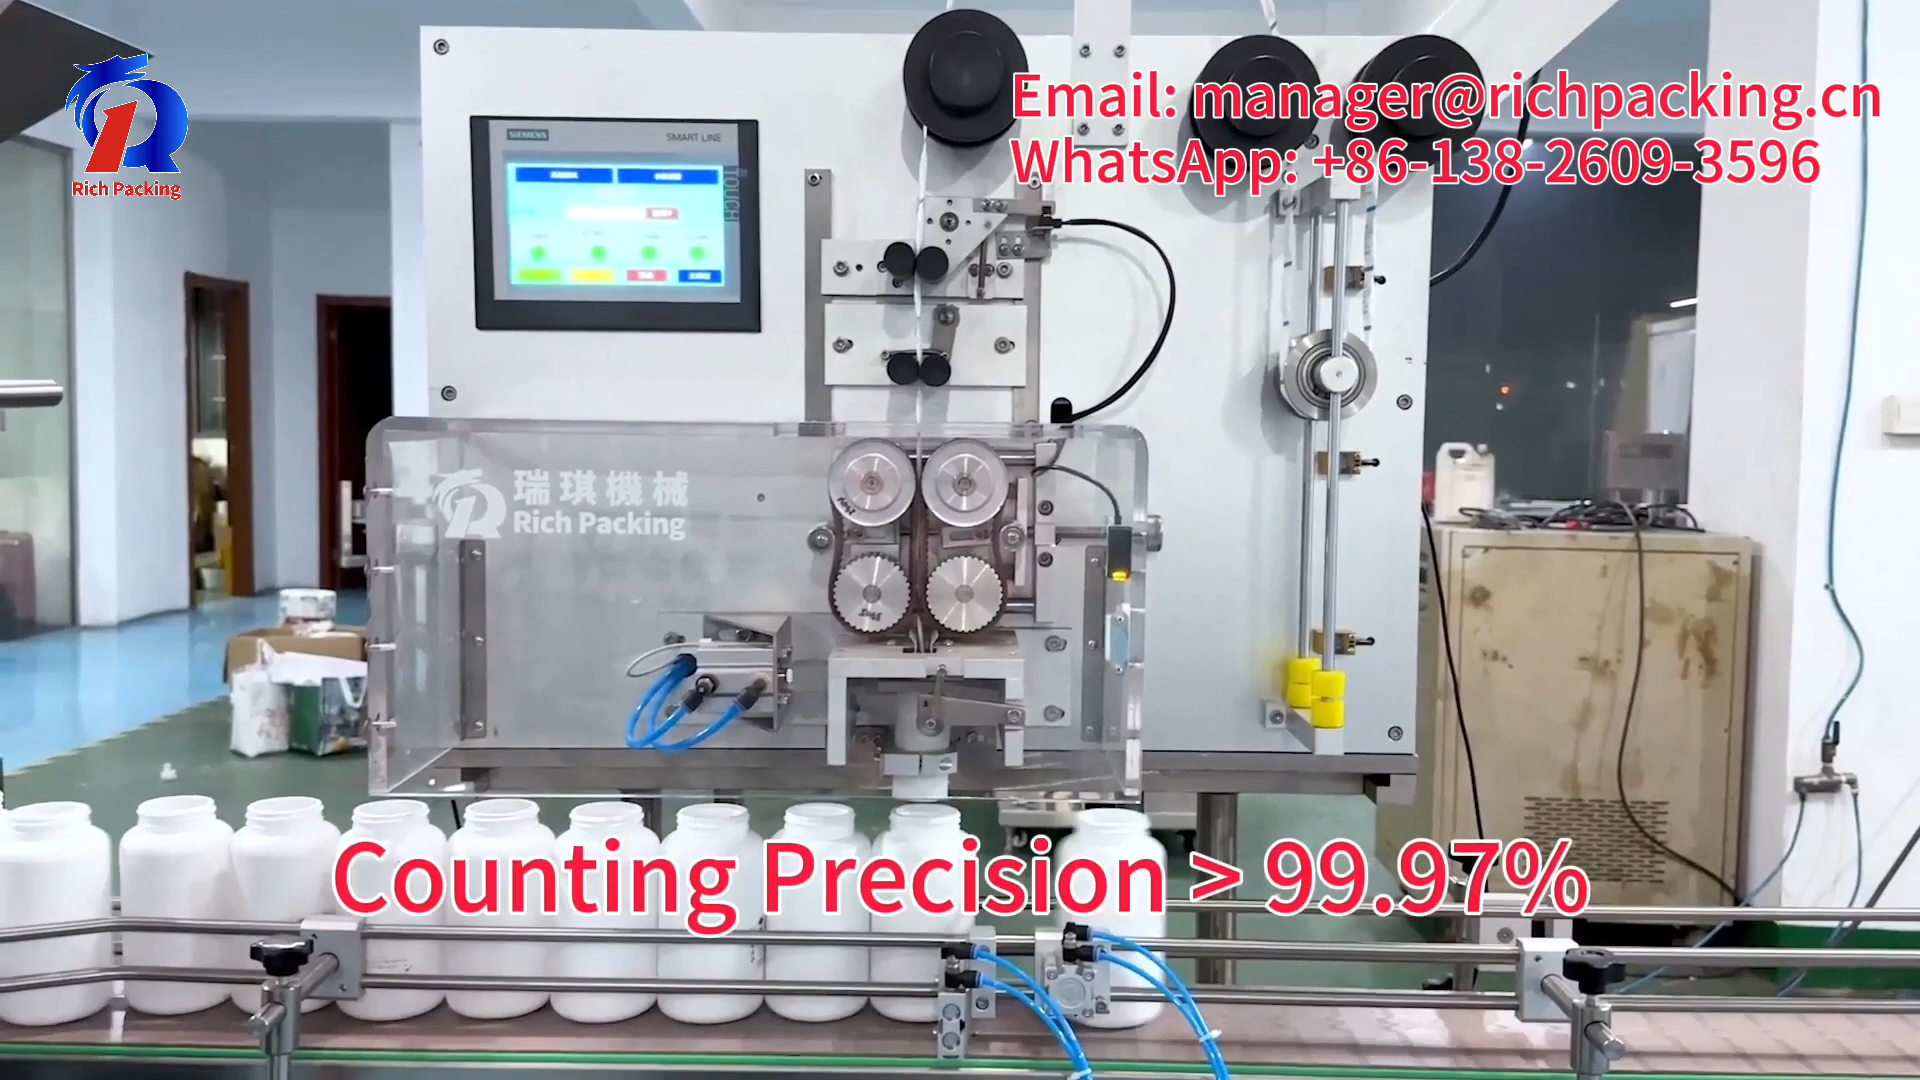 Email: manager@richpacking.cn
WhatsApp: +86-138-2609-3596
Rich Packing
SIEMENS
SMART LINE
TOUCH
瑞琪機械
Rich Packing
Counting Precision > 99.97%